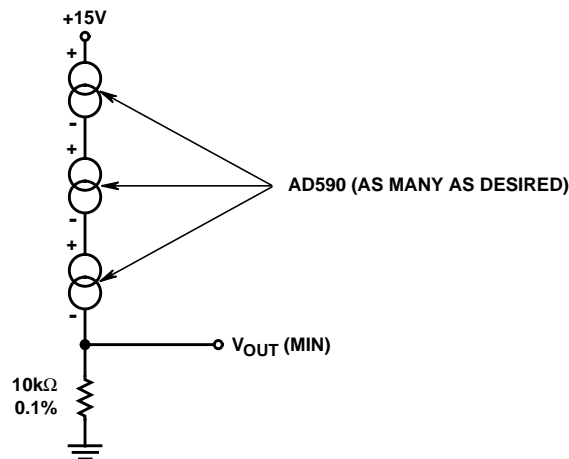 +15V
+
-
+
-
+
-
AD590 (AS MANY AS DESIRED)
VOUT (MIN)
10kΩ
0.1%